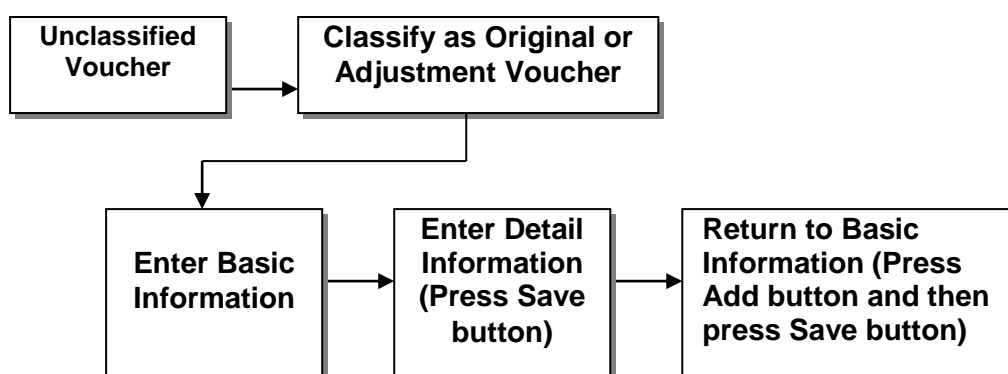 Unclassified
Voucher
Classify as Original or
Adjustment Voucher
Enter Basic
Information
Enter Detail
Information
(Press Save
button)
Return to Basic
Information (Press
Add button and then
press Save button)